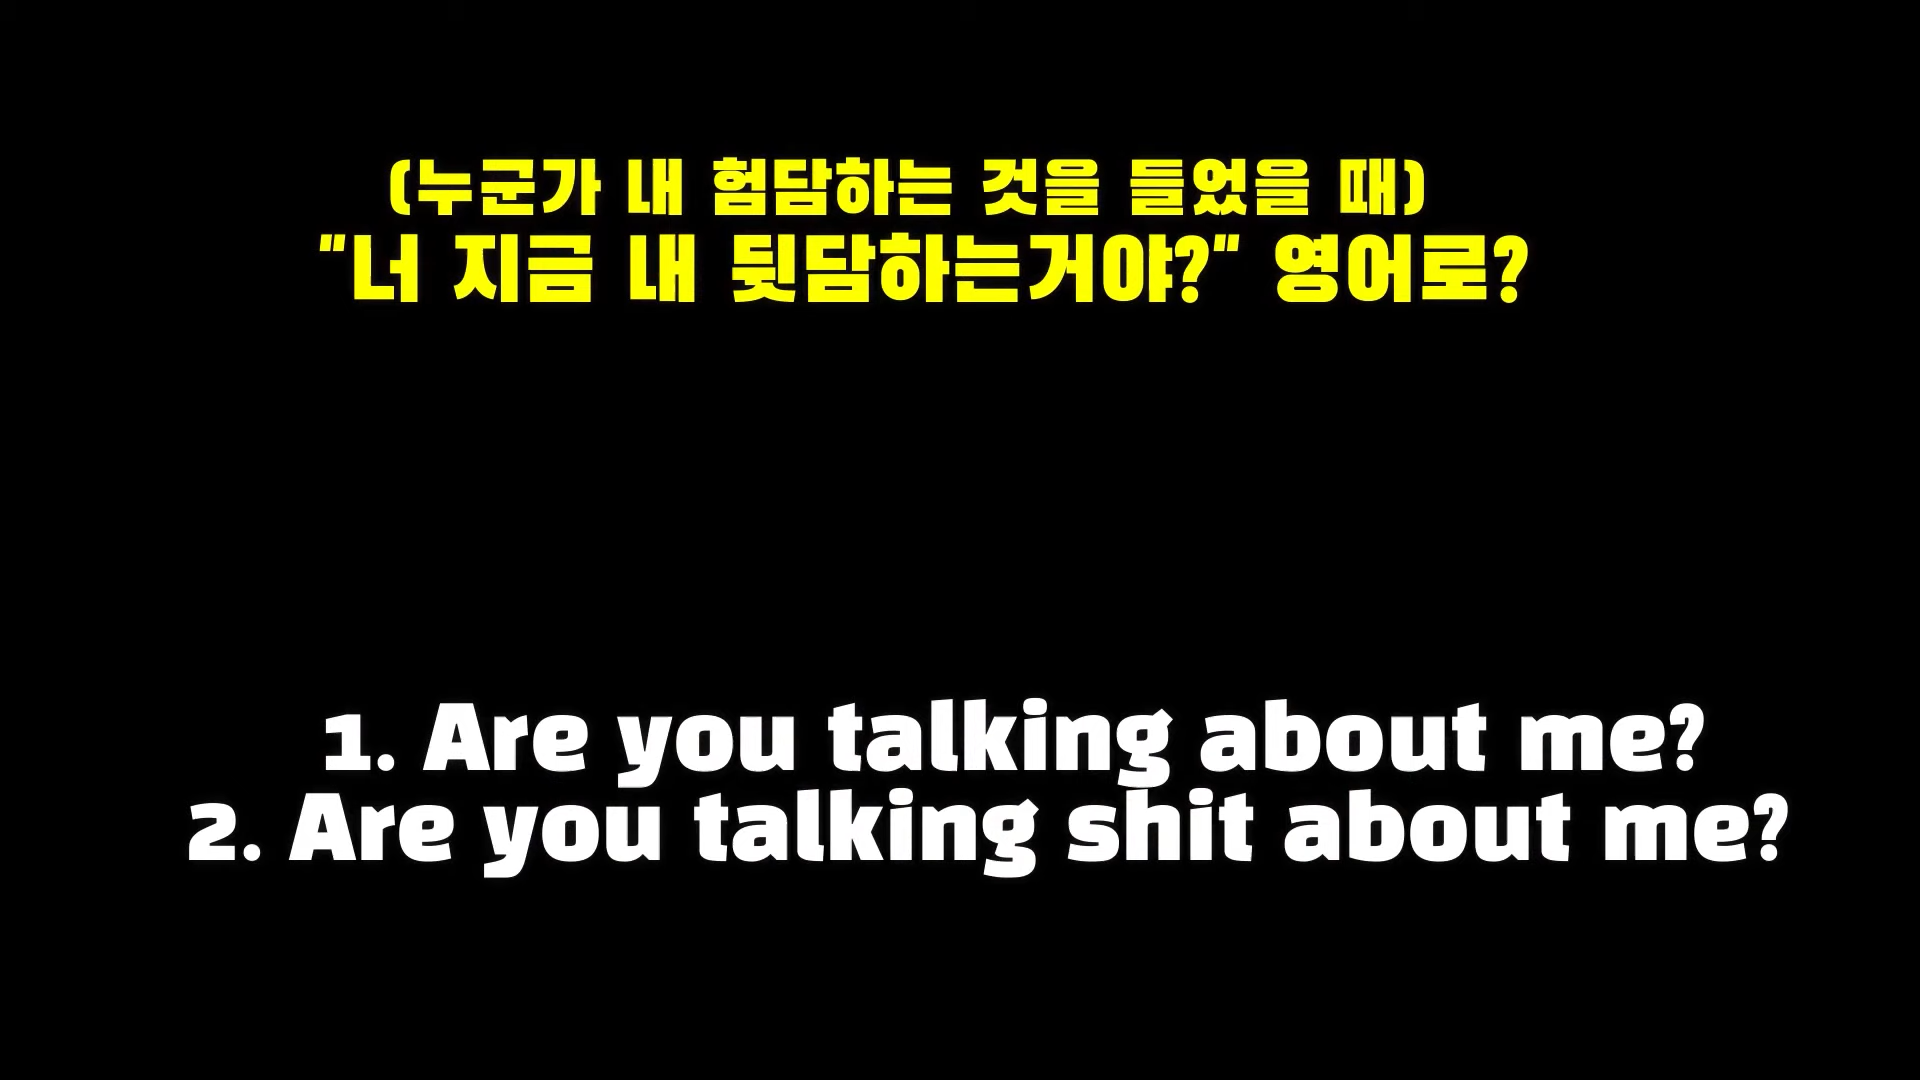 (누군가 내 험담하는 것을 들었을 때)
"너 지금 내 뒷담하는거야?" 영어로?
1. Are you talking about me?
2. Are you talking shit about me?